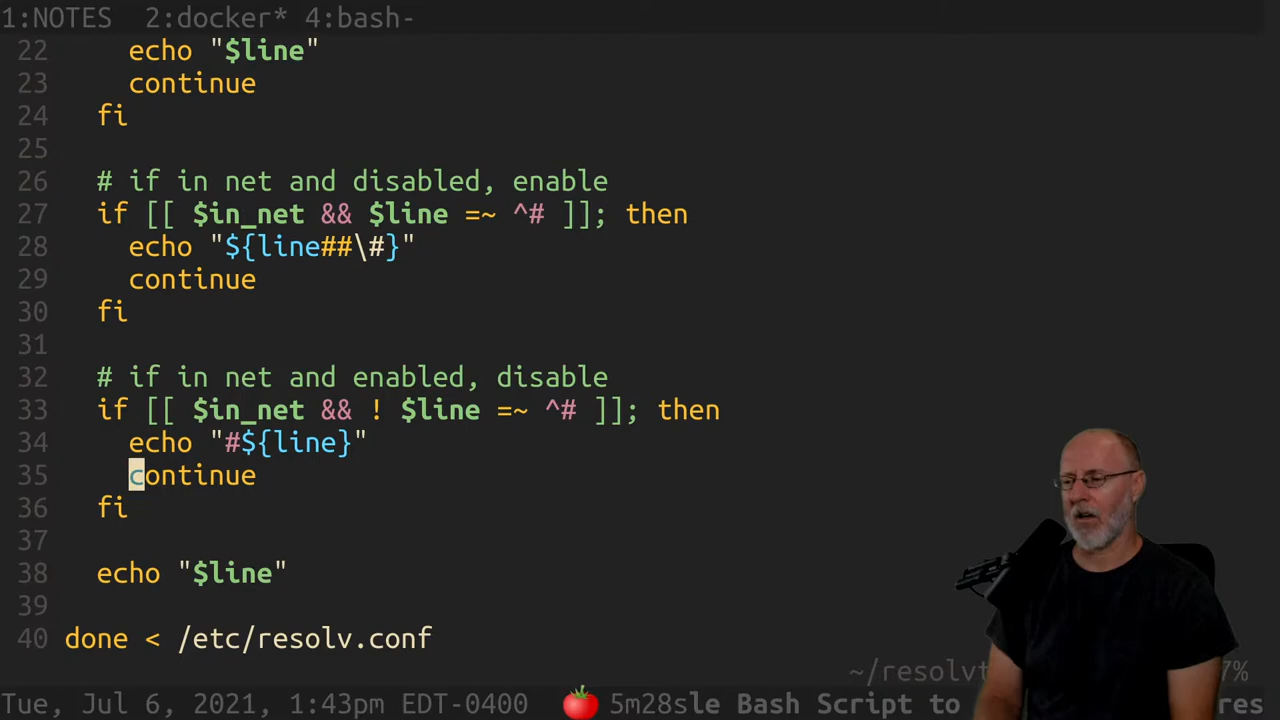 1:NOTES 2:docker* 4:bash-
22 echo "$line"
23 continue
24 fi
25
26 # if in net and disabled, enable
27 if [[ $in_net && $line =~ ^# ]]; then
28 echo "${line##\#}"
29 continue
30 fi
31
32 # if in net and enabled, disable
33 if [[ $in_net && ! $line =~ ^# ]]; then
34 echo "#${line}"
35 continue
36 fi
37
38 echo "$line"
39
40 done < /etc/resolv.conf
~/resolvt 7%
Tue, Jul 6, 2021, 1:43pm EDT-0400 🍅 5m28sle Bash Script to res